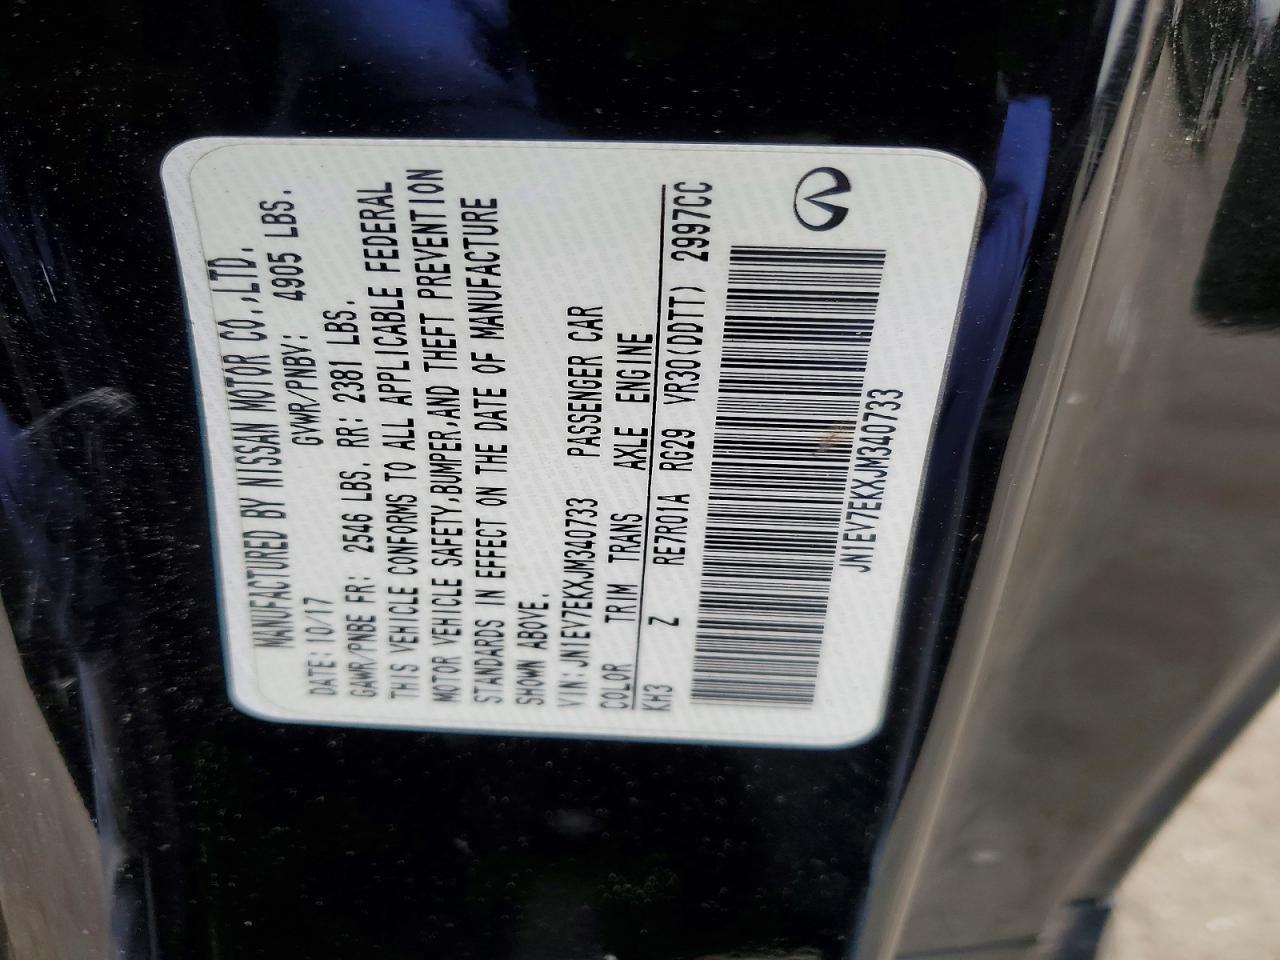 MANUFACTURED BY NISSAN MOTOR CO.,LTD.
DATE:10/17 GVWR/PNBV: 4905 LBS.
GAWR/PNBE FR: 2546 LBS. RR: 2381 LBS.
THIS VEHICLE CONFORMS TO ALL APPLICABLE FEDERAL
MOTOR VEHICLE SAFETY,BUMPER,AND THEFT PREVENTION
STANDARDS IN EFFECT ON THE DATE OF MANUFACTURE
SHOWN ABOVE.
VIN:JN1EV7EKXJM340733 PASSENGER CAR
COLOR TRIM TRANS AXLE ENGINE
KH3 Z RE7R01A RG29 VR30(DDTT) 2997CC
JN1EV7EKXJM340733